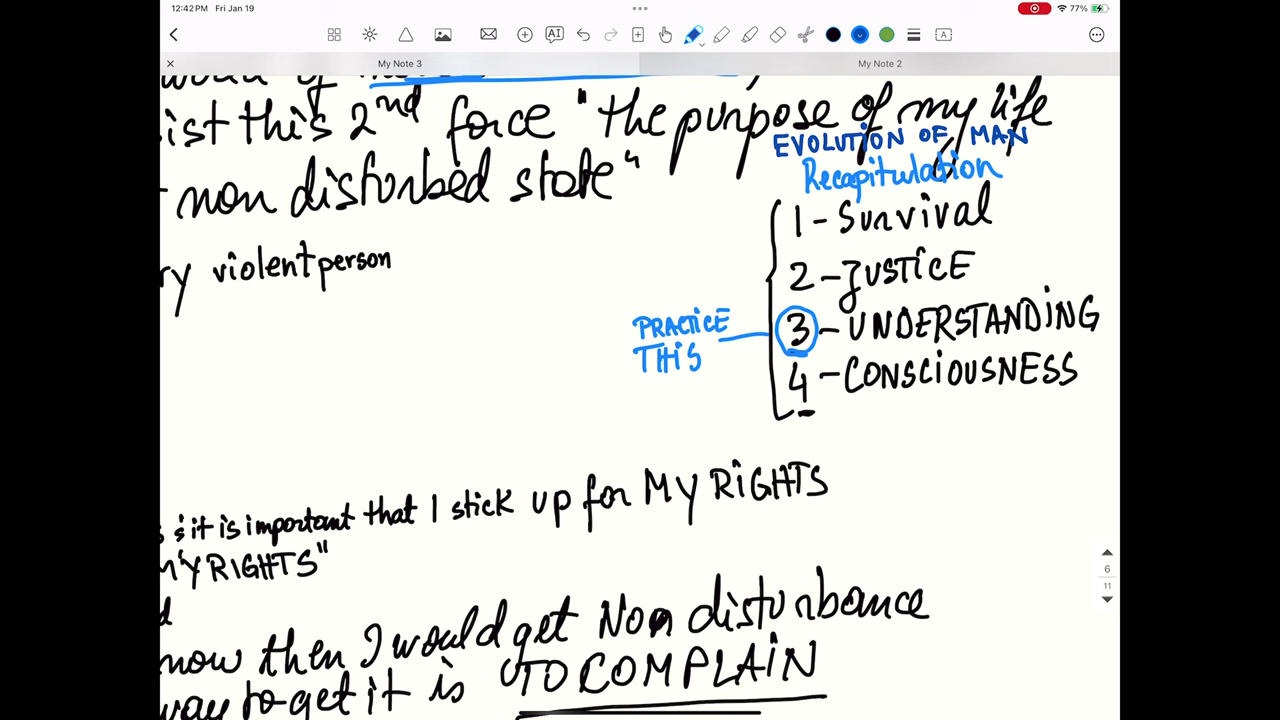 12:42 PM Fri Jan 19
77%
My Note 3
My Note 2
ist this 2nd force "the purpose of my life
EVOLUTION OF MAN
Recapitulation
non disturbed state"
1 - Survival
ry violent person
2 - JUSTICE
PRACTICE
THIS
3 - UNDERSTANDING
4 - CONSCIOUSNESS
it is important that I stick up for MY RIGHTS
MY RIGHTS"
6
11
now then I would get Non disturbance
way to get it is "TO COMPLAIN